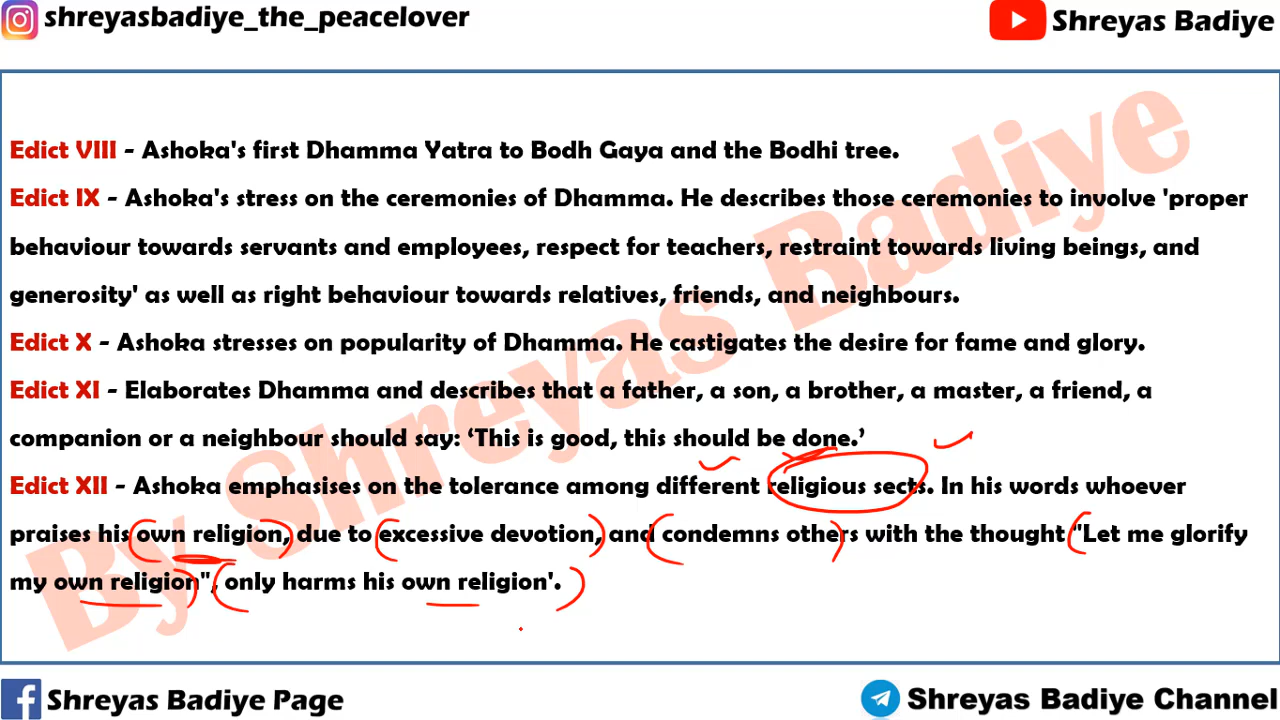 shreyasbadiye_the_peacelover
Shreyas Badiye
Edict VIII - Ashoka's first Dhamma Yatra to Bodh Gaya and the Bodhi tree.
Edict IX - Ashoka's stress on the ceremonies of Dhamma. He describes those ceremonies to involve 'proper
behaviour towards servants and employees, respect for teachers, restraint towards living beings, and
generosity' as well as right behaviour towards relatives, friends, and neighbours.
Edict X - Ashoka stresses on popularity of Dhamma. He castigates the desire for fame and glory.
Edict XI - Elaborates Dhamma and describes that a father, a son, a brother, a master, a friend, a
companion or a neighbour should say: ‘This is good, this should be done.’
Edict XII - Ashoka emphasises on the tolerance among different religious sects. In his words whoever
praises his own religion, due to excessive devotion, and condemns others with the thought "Let me glorify
my own religion", only harms his own religion'.
By Shreyas Badiye
Shreyas Badiye Page
Shreyas Badiye Channel